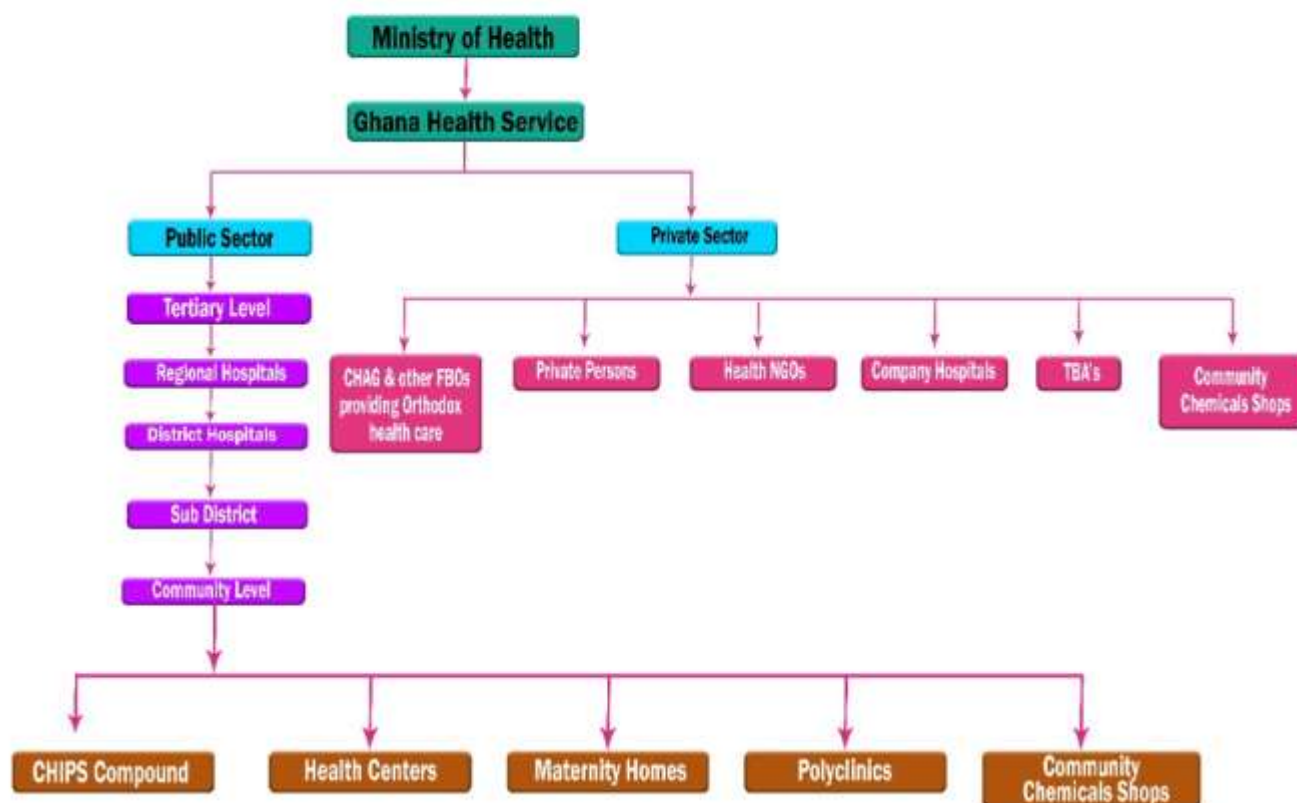 Ministry of Health
Ghana Health Service
Public Sector
Private Sector
Tertiary Level
Regional Hospitals
District Hospitals
Sub District
Community Level
CHAG & other FBOs
providing Orthodox
health care
Private Persons
Health NGOs
Company Hospitals
TBA's
Community
Chemicals Shops
CHIPS Compound
Health Centers
Maternity Homes
Polyclinics
Community
Chemicals Shops